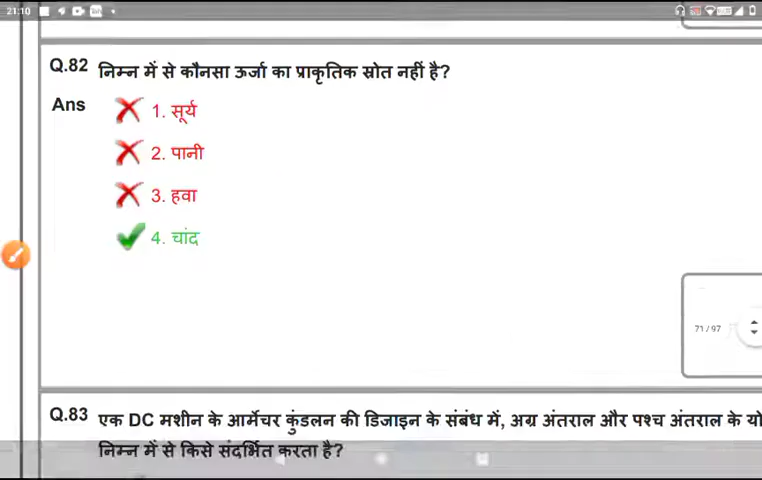 21:10
Q.82 निम्न में से कौनसा ऊर्जा का प्राकृतिक स्रोत नहीं है?
Ans
1. सूर्य
2. पानी
3. हवा
4. चांद
71 / 97
Q.83 एक DC मशीन के आर्मेचर कुंडलन की डिजाइन के संबंध में, अग्र अंतराल और पश्च अंतराल के यो
निम्न में से किसे संदर्भित करता है?